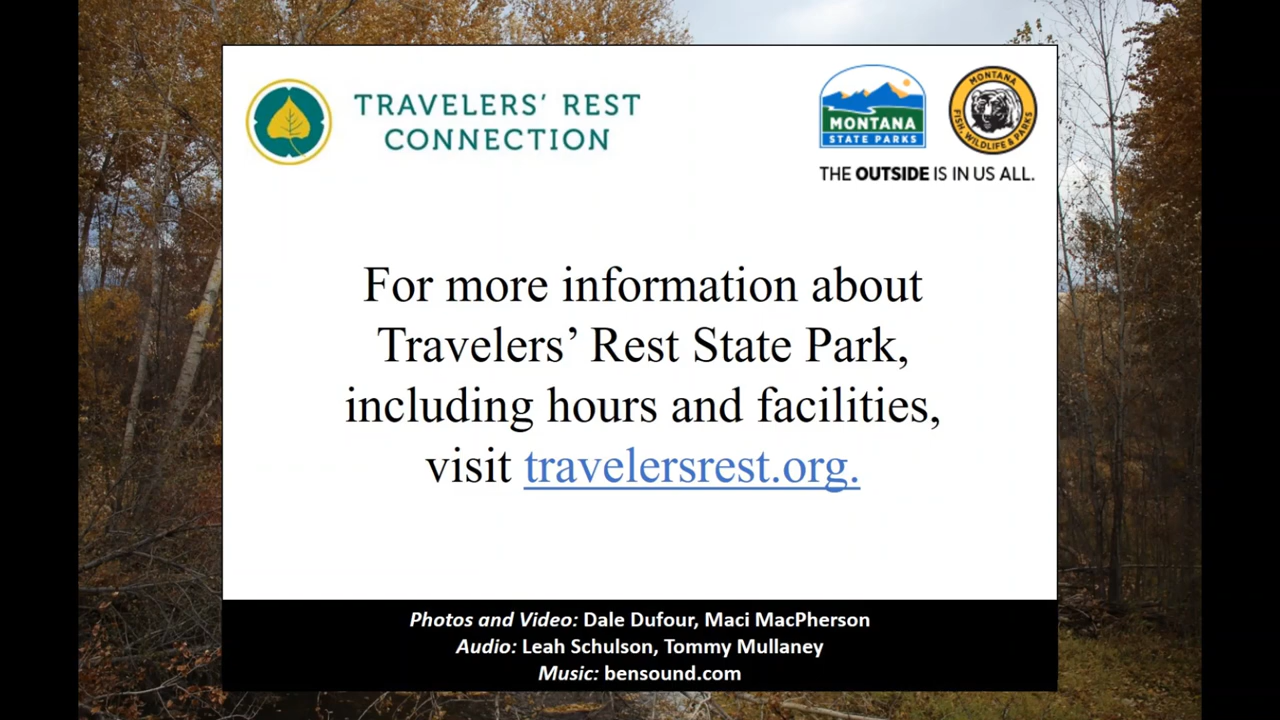 TRAVELERS' REST
CONNECTION
MONTANA
STATE PARKS
MONTANA
FISH, WILDLIFE & PARKS
THE OUTSIDE IS IN US ALL.
For more information about
Travelers’ Rest State Park,
including hours and facilities,
visit travelersrest.org.
Photos and Video: Dale Dufour, Maci MacPherson
Audio: Leah Schulson, Tommy Mullaney
Music: bensound.com